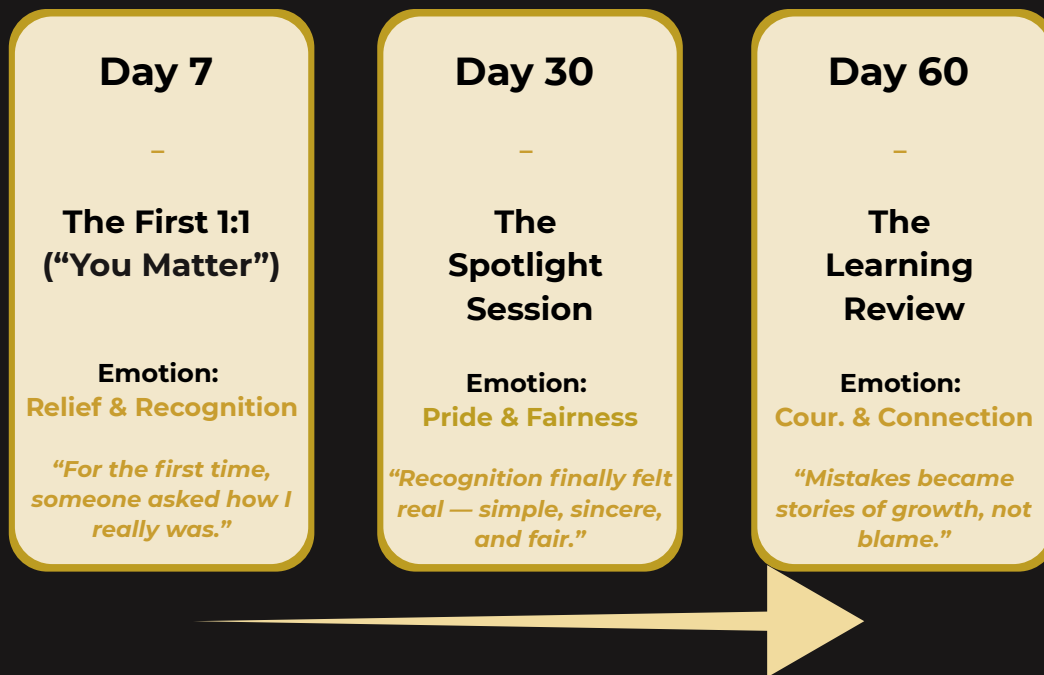 Day 7
–
The First 1:1
(“You Matter”)
Emotion:
Relief & Recognition
“For the first time,
someone asked how I
really was.”
Day 30
–
The
Spotlight
Session
Emotion:
Pride & Fairness
“Recognition finally felt
real — simple, sincere,
and fair.”
Day 60
–
The
Learning
Review
Emotion:
Cour. & Connection
“Mistakes became
stories of growth, not
blame.”